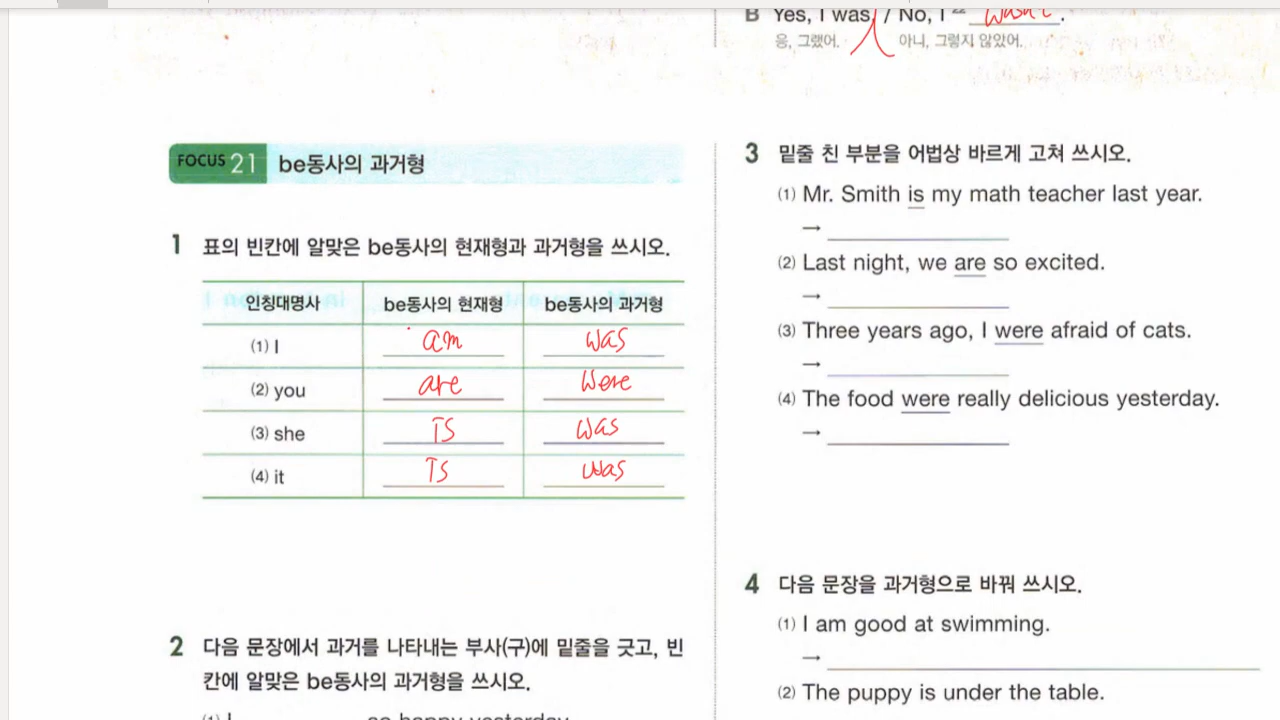 B Yes, I was / No, I 22 wasn't.
응, 그랬어. 아니, 그렇지 않았어.
FOCUS 21 be동사의 과거형
1 표의 빈칸에 알맞은 be동사의 현재형과 과거형을 쓰시오.
인칭대명사 be동사의 현재형 be동사의 과거형
(1) I am was
(2) you are were
(3) she is was
(4) it is was
2 다음 문장에서 과거를 나타내는 부사(구)에 밑줄을 긋고, 빈
칸에 알맞은 be동사의 과거형을 쓰시오.
(1) I so happy yesterday.
3 밑줄 친 부분을 어법상 바르게 고쳐 쓰시오.
(1) Mr. Smith is my math teacher last year.
→
(2) Last night, we are so excited.
→
(3) Three years ago, I were afraid of cats.
→
(4) The food were really delicious yesterday.
→
4 다음 문장을 과거형으로 바꿔 쓰시오.
(1) I am good at swimming.
→
(2) The puppy is under the table.